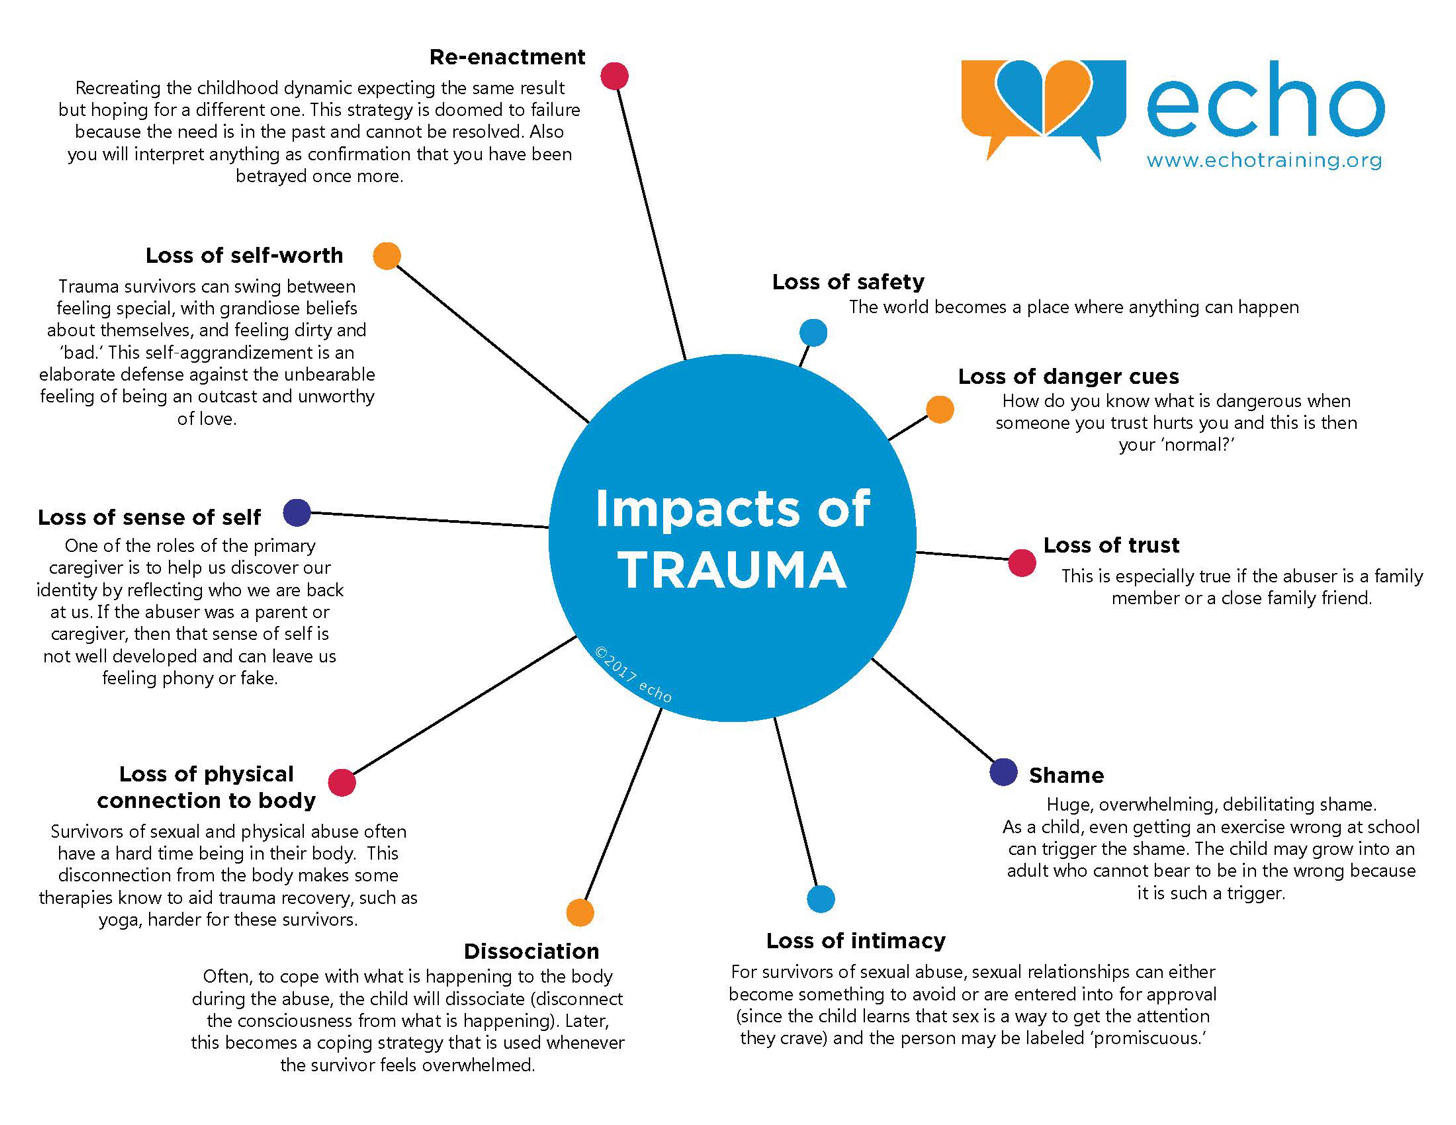 Re-enactment
Recreating the childhood dynamic expecting the same result
but hoping for a different one. This strategy is doomed to failure
because the need is in the past and cannot be resolved. Also
you will interpret anything as confirmation that you have been
betrayed once more.
echo
www.echotraining.org
Loss of self-worth
Trauma survivors can swing between
feeling special, with grandiose beliefs
about themselves, and feeling dirty and
‘bad.’ This self-aggrandizement is an
elaborate defense against the unbearable
feeling of being an outcast and unworthy
of love.
Loss of safety
The world becomes a place where anything can happen
Loss of danger cues
How do you know what is dangerous when
someone you trust hurts you and this is then
your ‘normal?’
Impacts of
TRAUMA
©2017 echo
Loss of sense of self
One of the roles of the primary
caregiver is to help us discover our
identity by reflecting who we are back
at us. If the abuser was a parent or
caregiver, then that sense of self is
not well developed and can leave us
feeling phony or fake.
Loss of trust
This is especially true if the abuser is a family
member or a close family friend.
Loss of physical
connection to body
Survivors of sexual and physical abuse often
have a hard time being in their body.  This
disconnection from the body makes some
therapies know to aid trauma recovery, such as
yoga, harder for these survivors.
Shame
Huge, overwhelming, debilitating shame.
As a child, even getting an exercise wrong at school
can trigger the shame. The child may grow into an
adult who cannot bear to be in the wrong because
it is such a trigger.
Dissociation
Often, to cope with what is happening to the body
during the abuse, the child will dissociate (disconnect
the consciousness from what is happening). Later,
this becomes a coping strategy that is used whenever
the survivor feels overwhelmed.
Loss of intimacy
For survivors of sexual abuse, sexual relationships can either
become something to avoid or are entered into for approval
(since the child learns that sex is a way to get the attention
they crave) and the person may be labeled ‘promiscuous.’